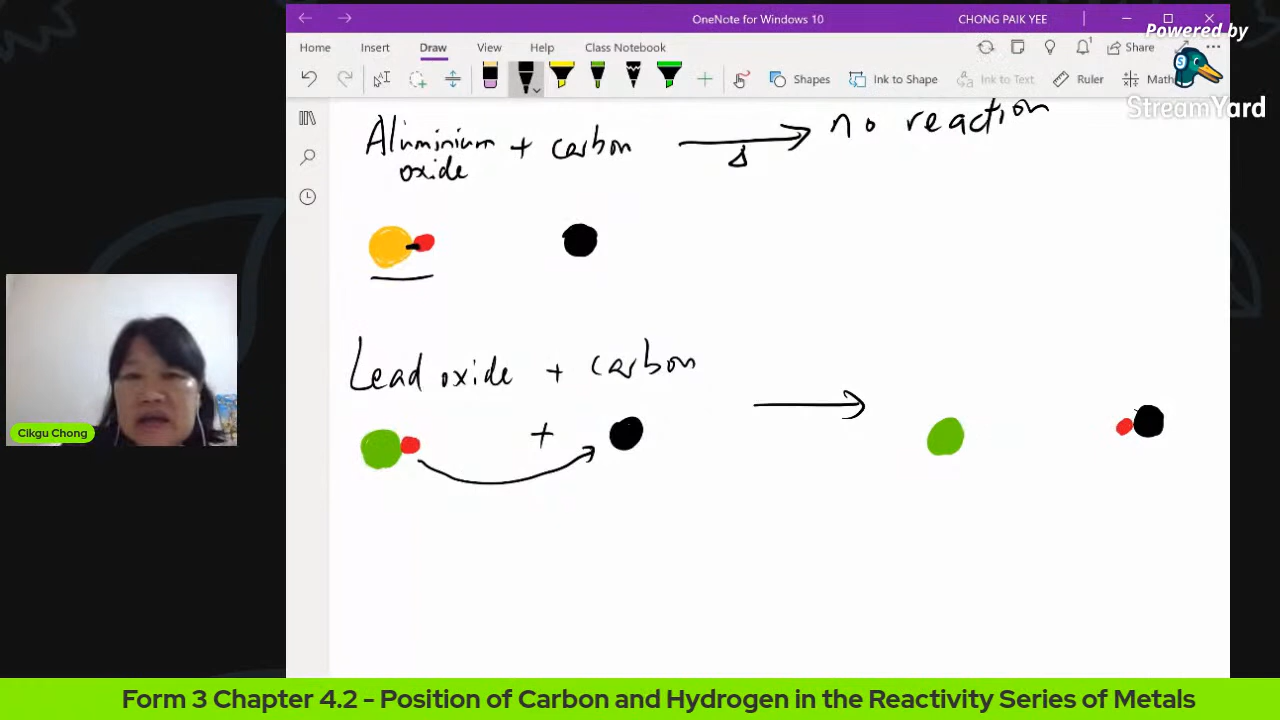 OneNote for Windows 10
CHONG PAIK YEE
Powered by
StreamYard
Home Insert Draw View Help Class Notebook Share
Shapes Ink to Shape Ink to Text Ruler Math
Aluminium + carbon → no reaction
oxide Δ
Lead oxide + carbon
+ →
Cikgu Chong
Form 3 Chapter 4.2 - Position of Carbon and Hydrogen in the Reactivity Series of Metals